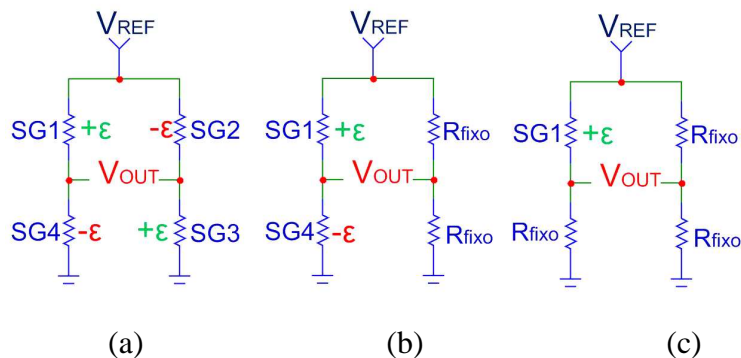 VREF
SG1 +ε -ε SG2
VOUT
SG4 -ε +ε SG3
(a)
VREF
SG1 +ε Rfixo
VOUT
SG4 -ε Rfixo
(b)
VREF
SG1 +ε Rfixo
VOUT
Rfixo Rfixo
(c)